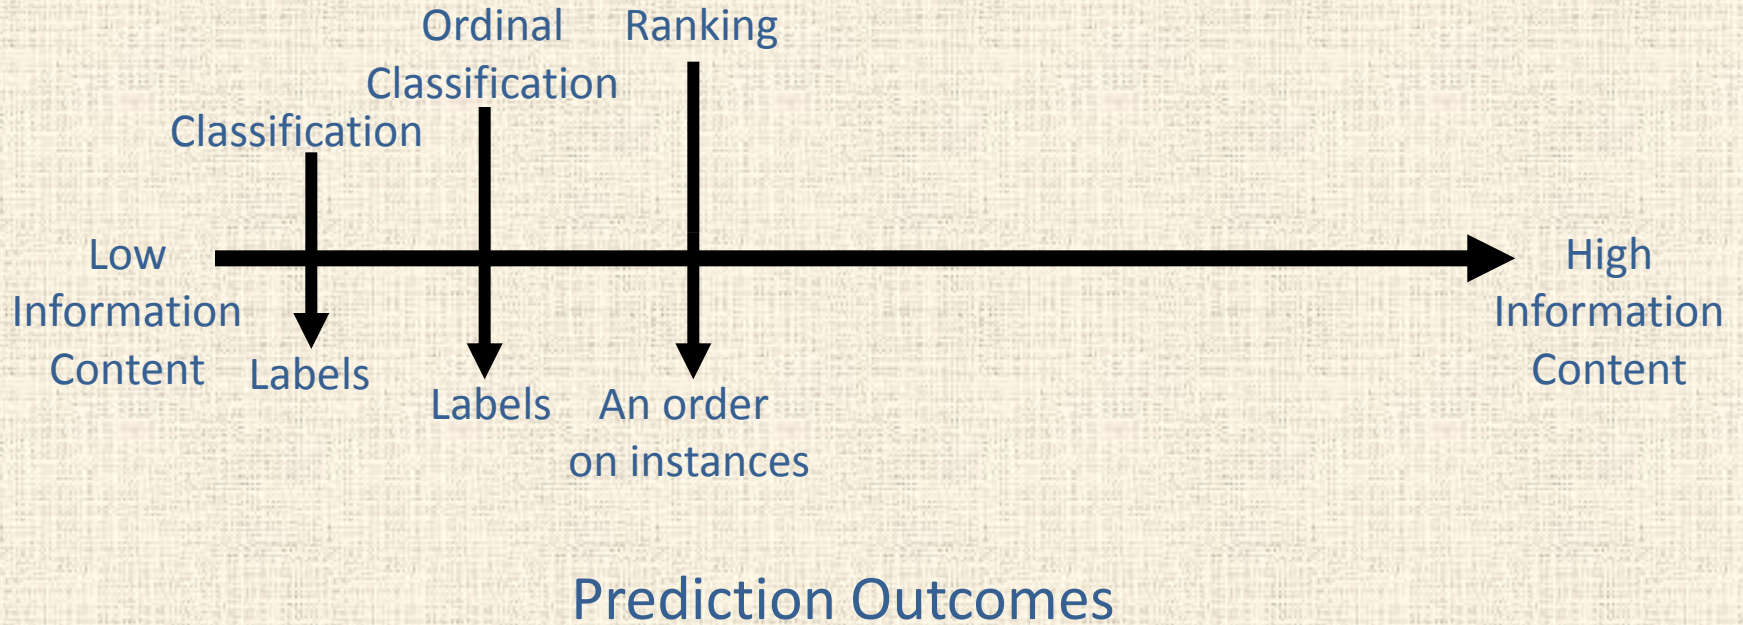 Ordinal
Classification
Ranking
Classification
Low
Information
Content
High
Information
Content
Labels
Labels
An order
on instances
Prediction Outcomes